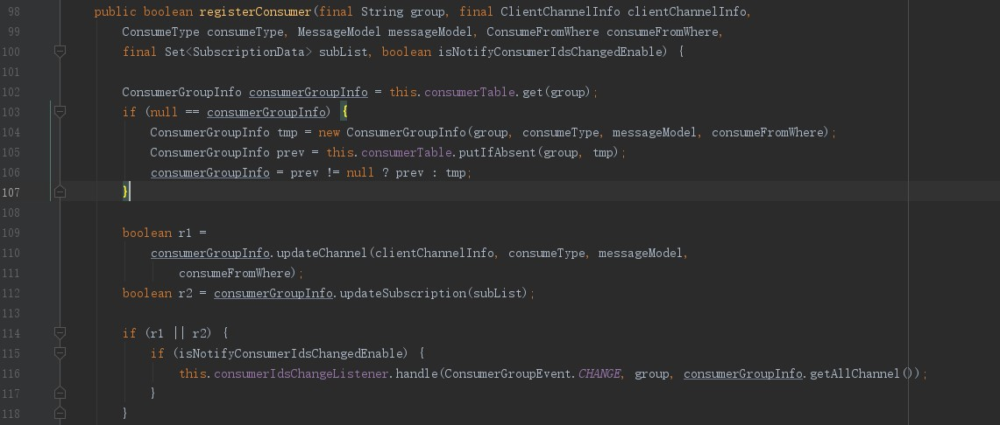 98 public boolean registerConsumer(final String group, final ClientChannelInfo clientChannelInfo,
99 ConsumeType consumeType, MessageModel messageModel, ConsumeFromWhere consumeFromWhere,
100 final Set<SubscriptionData> subList, boolean isNotifyConsumerIdsChangedEnable) {
101
102 ConsumerGroupInfo consumerGroupInfo = this.consumerTable.get(group);
103 if (null == consumerGroupInfo) {
104 ConsumerGroupInfo tmp = new ConsumerGroupInfo(group, consumeType, messageModel, consumeFromWhere);
105 ConsumerGroupInfo prev = this.consumerTable.putIfAbsent(group, tmp);
106 consumerGroupInfo = prev != null ? prev : tmp;
107 }
108
109 boolean r1 =
110 consumerGroupInfo.updateChannel(clientChannelInfo, consumeType, messageModel,
111 consumeFromWhere);
112 boolean r2 = consumerGroupInfo.updateSubscription(subList);
113
114 if (r1 || r2) {
115 if (isNotifyConsumerIdsChangedEnable) {
116 this.consumerIdsChangeListener.handle(ConsumerGroupEvent.CHANGE, group, consumerGroupInfo.getAllChannel());
117 }
118 }